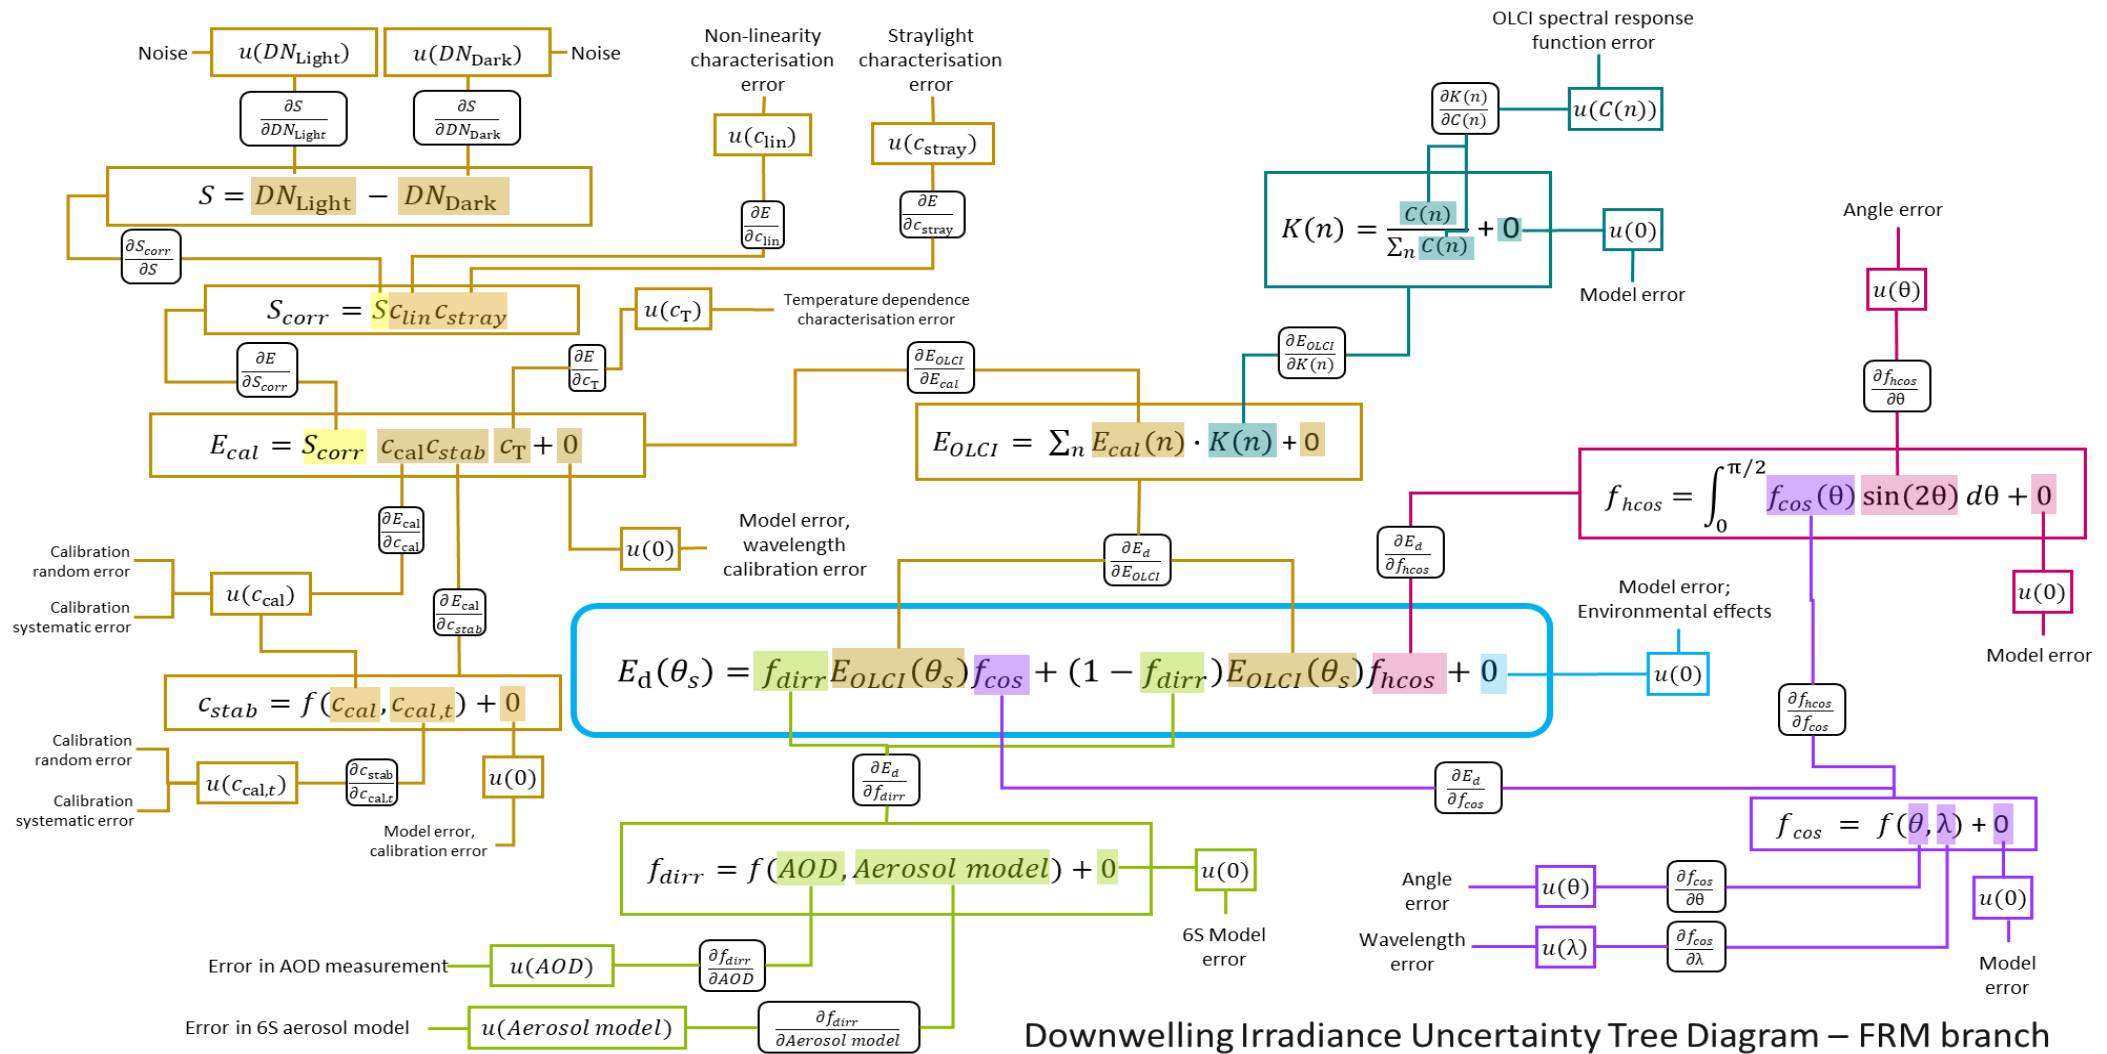 OLCI spectral response
function error
Non-linearity
characterisation
error
Straylight
characterisation
error
Noise
u(DN_Light)
u(DN_Dark)
Noise
∂S/∂DN_Light
∂S/∂DN_Dark
∂K(n)/∂C(n)
u(C(n))
u(c_lin)
u(c_stray)
S = DN_Light − DN_Dark
∂E/∂c_lin
∂E/∂c_stray
K(n) = C(n)/∑_n C(n) + 0
u(0)
Model error
Angle error
u(θ)
∂S_corr/∂S
S_corr = S c_lin c_stray
u(c_T)
Temperature dependence
characterisation error
∂E/∂S_corr
∂E/∂c_T
∂E_OLCI/∂E_cal
∂E_OLCI/∂K(n)
∂f_hcos/∂θ
E_cal = S_corr c_cal c_stab c_T + 0
E_OLCI = ∑_n E_cal(n) · K(n) + 0
f_hcos = ∫_0^π/2 f_cos(θ) sin(2θ) dθ + 0
∂E_cal/∂c_cal
u(0)
Model error,
wavelength
calibration error
∂E_d/∂E_OLCI
∂E_d/∂f_hcos
u(0)
Model error
Calibration
random error
Calibration
systematic error
u(c_cal)
∂E_cal/∂c_stab
Model error;
Environmental effects
u(0)
E_d(θ_s) = f_dirr E_OLCI(θ_s) f_cos + (1 − f_dirr) E_OLCI(θ_s) f_hcos + 0
c_stab = f(c_cal, c_cal,t) + 0
∂f_hcos/∂f_cos
Calibration
random error
Calibration
systematic error
u(c_cal,t)
∂c_stab/∂c_cal,t
u(0)
Model error,
calibration error
∂E_d/∂f_dirr
∂E_d/∂f_cos
f_cos = f(θ, λ) + 0
f_dirr = f(AOD, Aerosol model) + 0
u(0)
6S Model
error
Angle
error
u(θ)
∂f_cos/∂θ
u(0)
Model
error
Wavelength
error
u(λ)
∂f_cos/∂λ
Error in AOD measurement
u(AOD)
∂f_dirr/∂AOD
Error in 6S aerosol model
u(Aerosol model)
∂f_dirr/∂Aerosol model
Downwelling Irradiance Uncertainty Tree Diagram – FRM branch